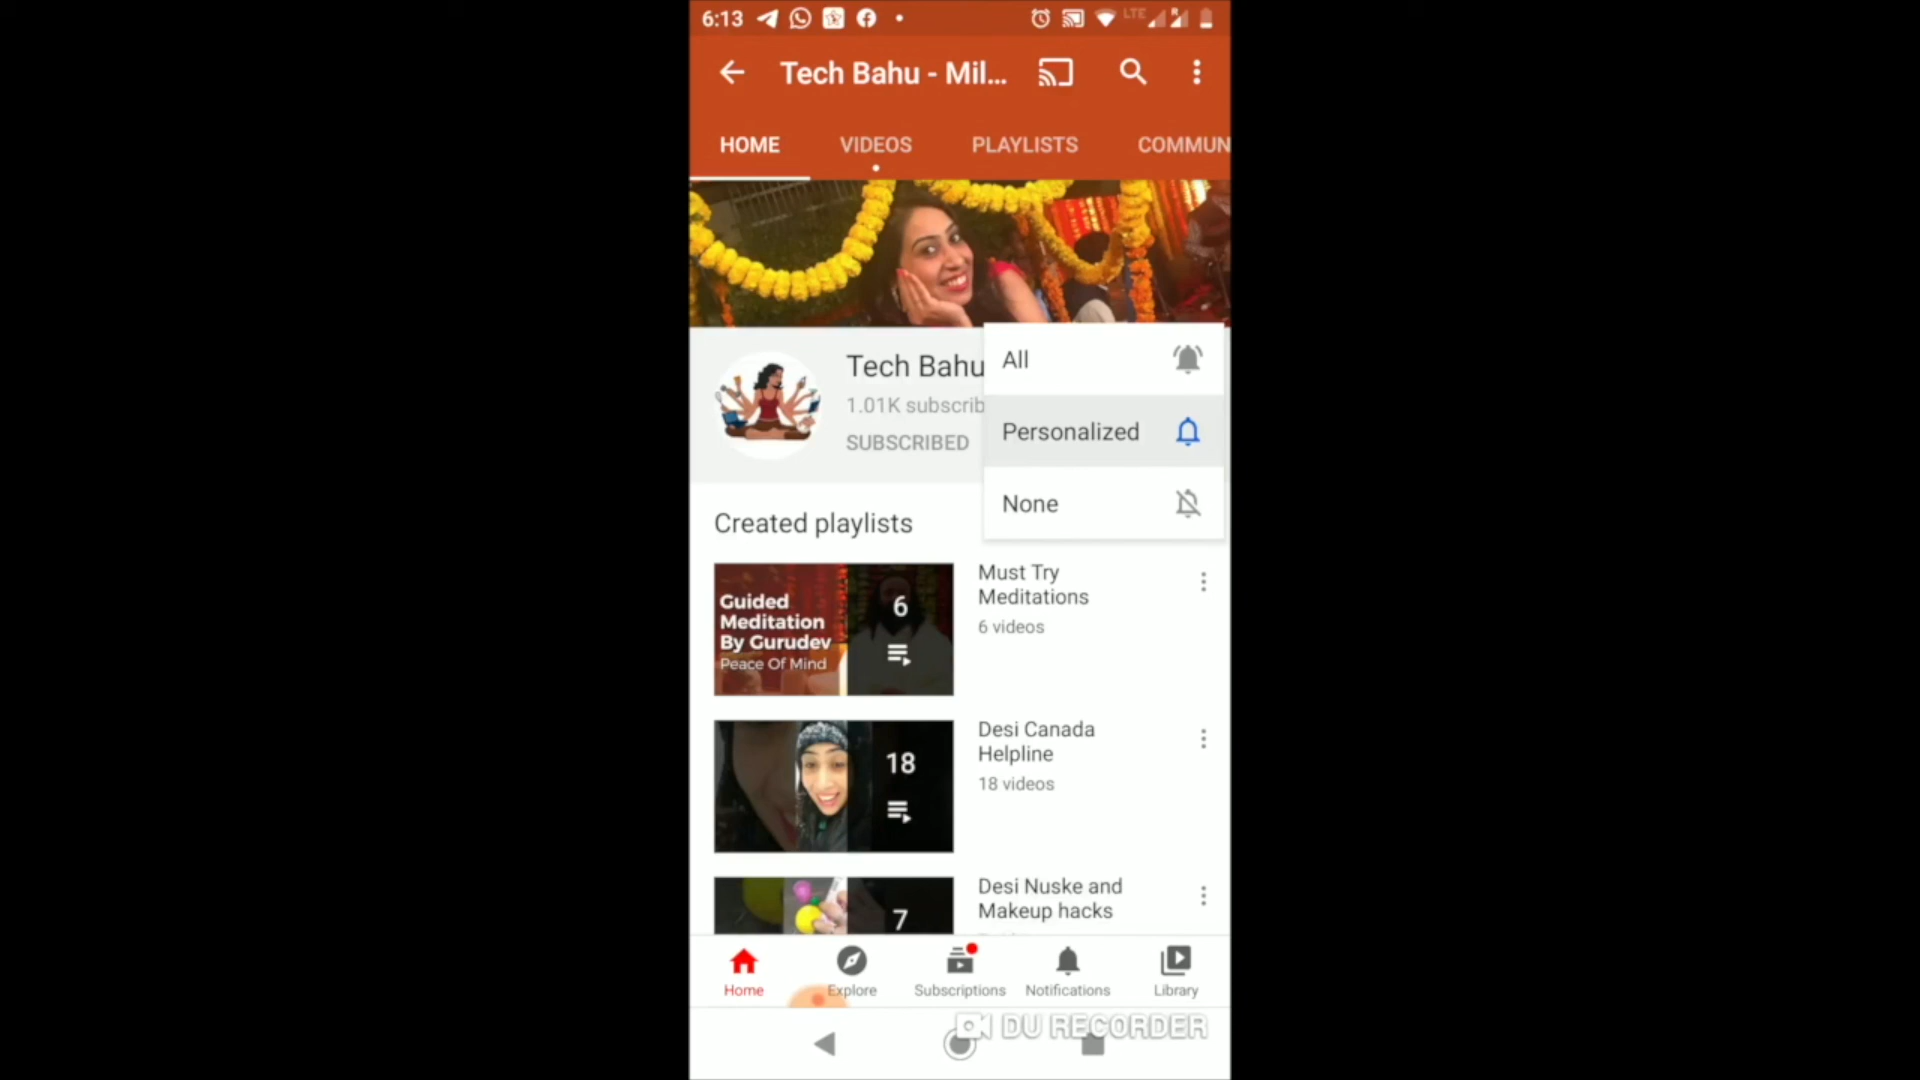 6:13
LTE
R
Tech Bahu - Mil...
HOME
VIDEOS
PLAYLISTS
COMMUN
Tech Bahu
1.01K subscrib
SUBSCRIBED
All
Personalized
None
Created playlists
Guided
Meditation
By Gurudev
Peace Of Mind
6
Must Try
Meditations
6 videos
18
Desi Canada
Helpline
18 videos
7
Desi Nuske and
Makeup hacks
Home
Explore
Subscriptions
Notifications
Library
DU RECORDER